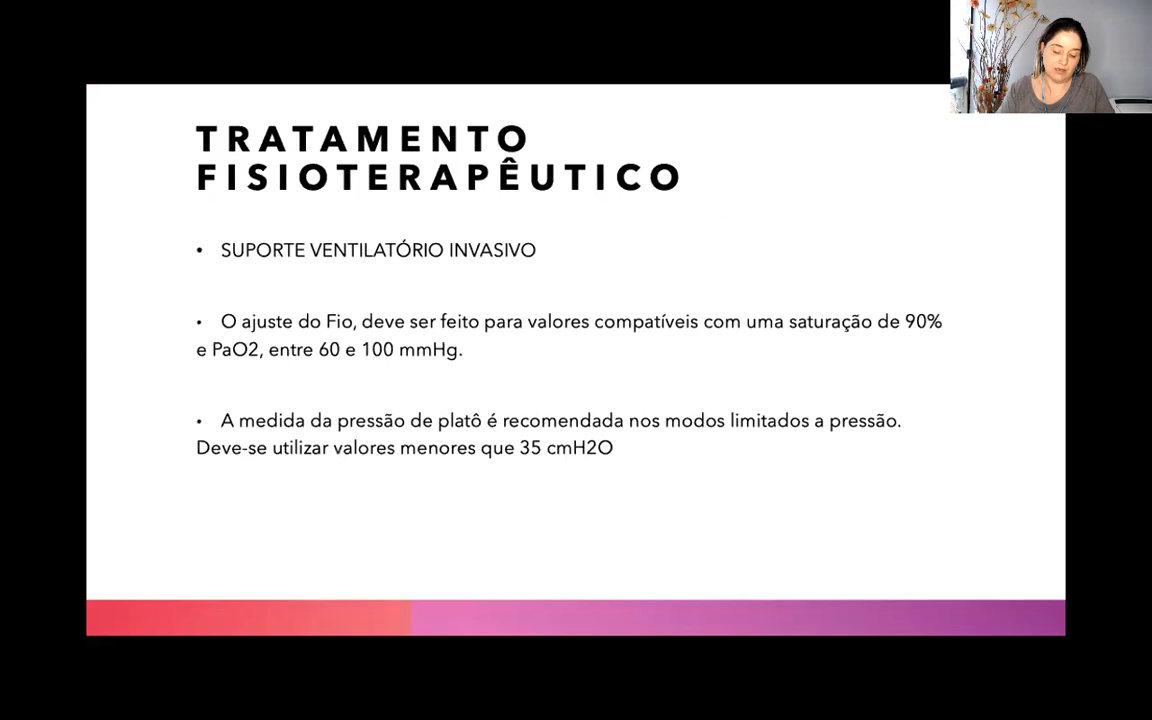 TRATAMENTO
FISIOTERAPÊUTICO
• SUPORTE VENTILATÓRIO INVASIVO
• O ajuste do Fio, deve ser feito para valores compatíveis com uma saturação de 90%
e PaO2, entre 60 e 100 mmHg.
• A medida da pressão de platô é recomendada nos modos limitados a pressão.
Deve-se utilizar valores menores que 35 cmH2O